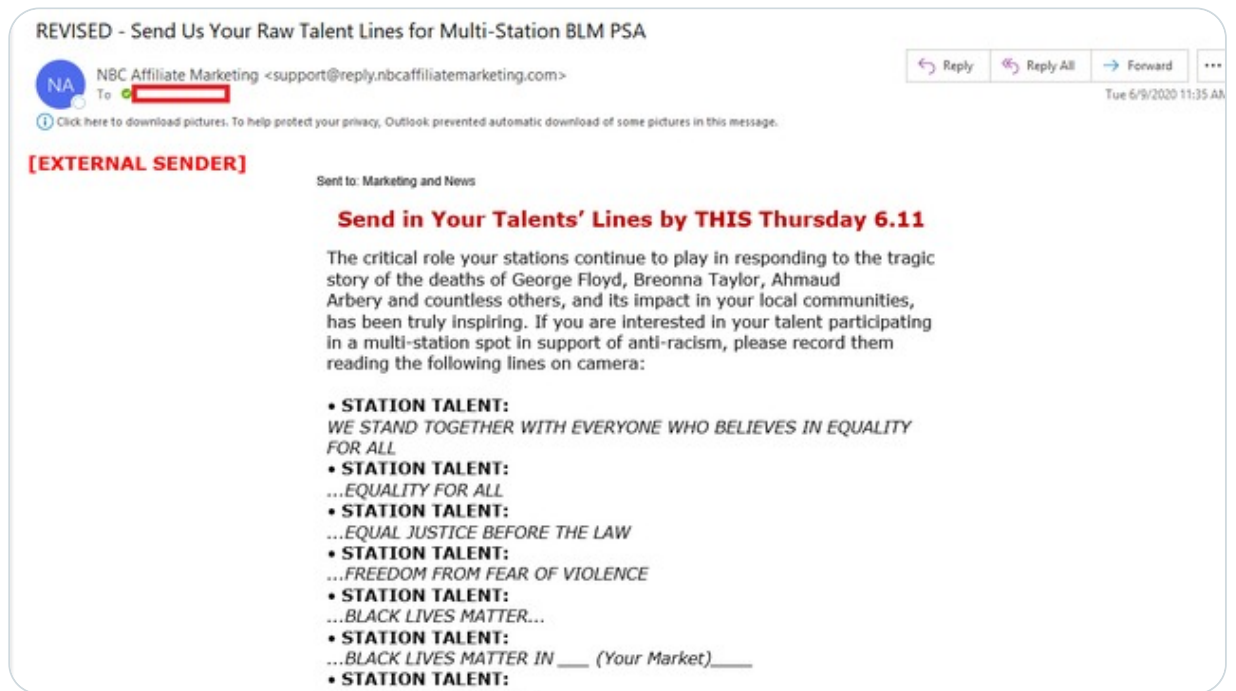 REVISED - Send Us Your Raw Talent Lines for Multi-Station BLM PSA
NA
NBC Affiliate Marketing <support@reply.nbcaffiliatemarketing.com>
To
Reply
Reply All
Forward
Tue 6/9/2020 11:35 AM
Click here to download pictures. To help protect your privacy, Outlook prevented automatic download of some pictures in this message.
[EXTERNAL SENDER]
Sent to: Marketing and News
Send in Your Talents' Lines by THIS Thursday 6.11
The critical role your stations continue to play in responding to the tragic
story of the deaths of George Floyd, Breonna Taylor, Ahmaud
Arbery and countless others, and its impact in your local communities,
has been truly inspiring. If you are interested in your talent participating
in a multi-station spot in support of anti-racism, please record them
reading the following lines on camera:
• STATION TALENT:
WE STAND TOGETHER WITH EVERYONE WHO BELIEVES IN EQUALITY
FOR ALL
• STATION TALENT:
...EQUALITY FOR ALL
• STATION TALENT:
...EQUAL JUSTICE BEFORE THE LAW
• STATION TALENT:
...FREEDOM FROM FEAR OF VIOLENCE
• STATION TALENT:
...BLACK LIVES MATTER...
• STATION TALENT:
...BLACK LIVES MATTER IN ___ (Your Market)____
• STATION TALENT: